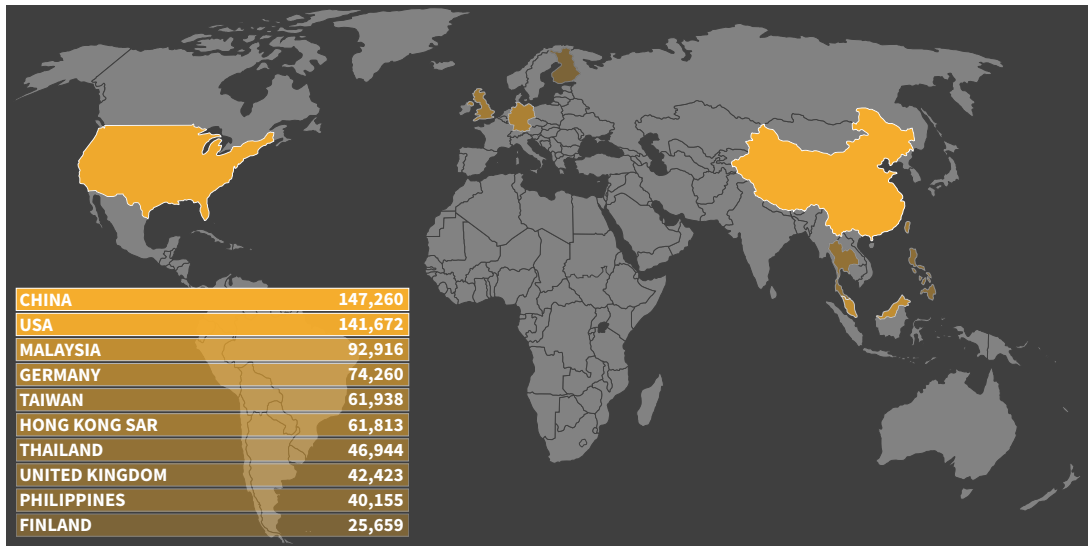 CHINA 147,260
USA 141,672
MALAYSIA 92,916
GERMANY 74,260
TAIWAN 61,938
HONG KONG SAR 61,813
THAILAND 46,944
UNITED KINGDOM 42,423
PHILIPPINES 40,155
FINLAND 25,659